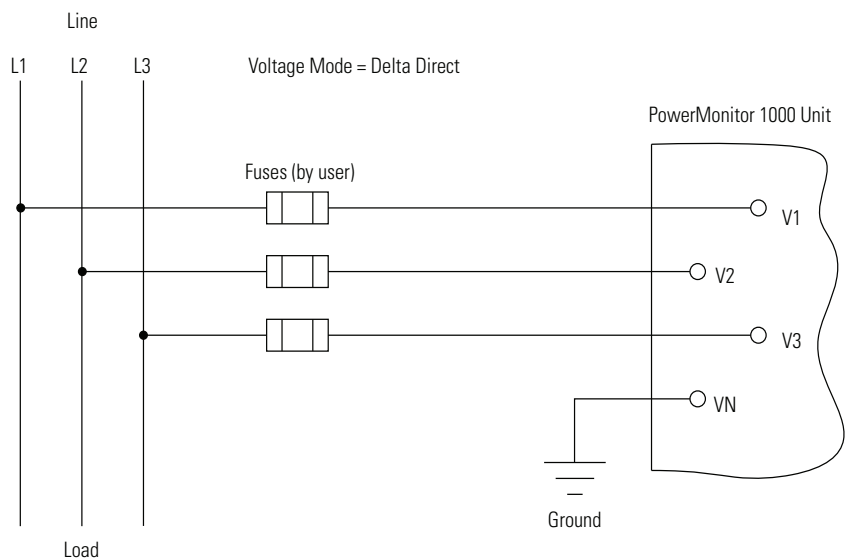 Line
L1 L2 L3 Voltage Mode = Delta Direct
PowerMonitor 1000 Unit
Fuses (by user)
V1
V2
V3
VN
Ground
Load